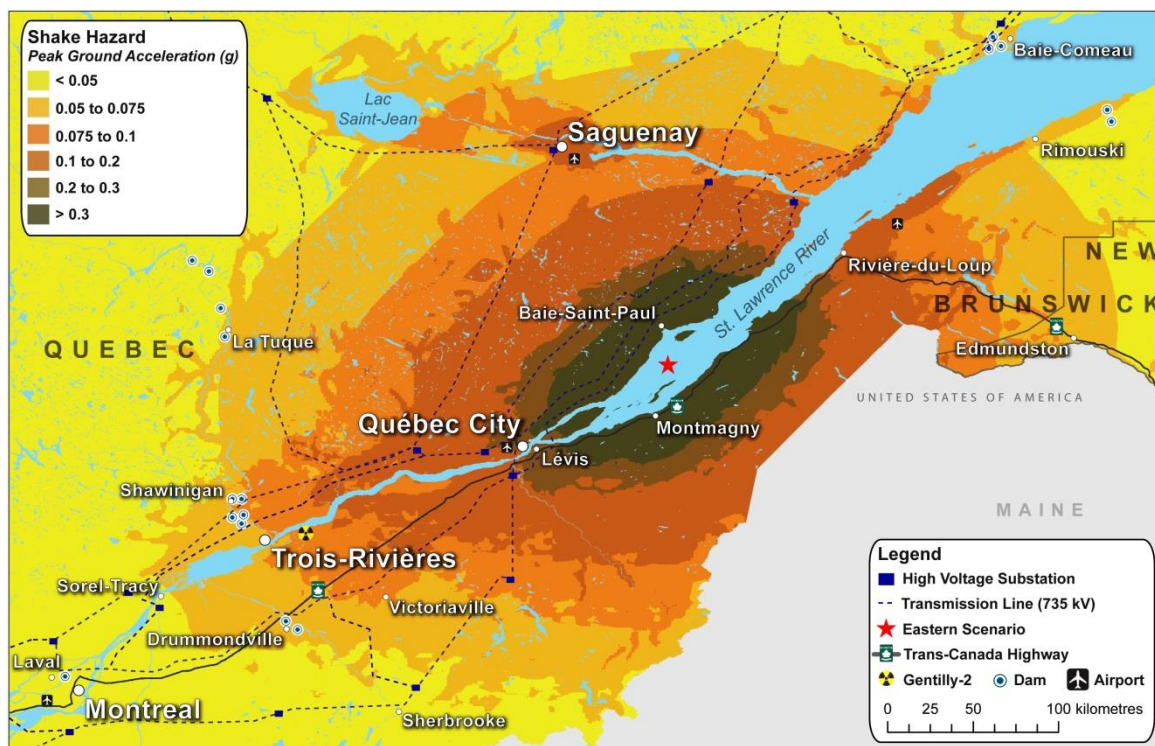 Shake Hazard
Peak Ground Acceleration (g)
< 0.05
0.05 to 0.075
0.075 to 0.1
0.1 to 0.2
0.2 to 0.3
> 0.3
Baie-Comeau
Lac
Saint-Jean
Saguenay
Rimouski
NEW
BRUNSWICK
Rivière-du-Loup
St. Lawrence River
Baie-Saint-Paul
La Tuque
QUEBEC
Edmundston
UNITED STATES OF AMERICA
Québec City
Montmagny
Lévis
Shawinigan
MAINE
Trois-Rivières
Sorel-Tracy
Victoriaville
Drummondville
Laval
Montreal
Sherbrooke
Legend
High Voltage Substation
Transmission Line (735 kV)
Eastern Scenario
Trans-Canada Highway
Gentilly-2 Dam Airport
0 25 50 100 kilometres